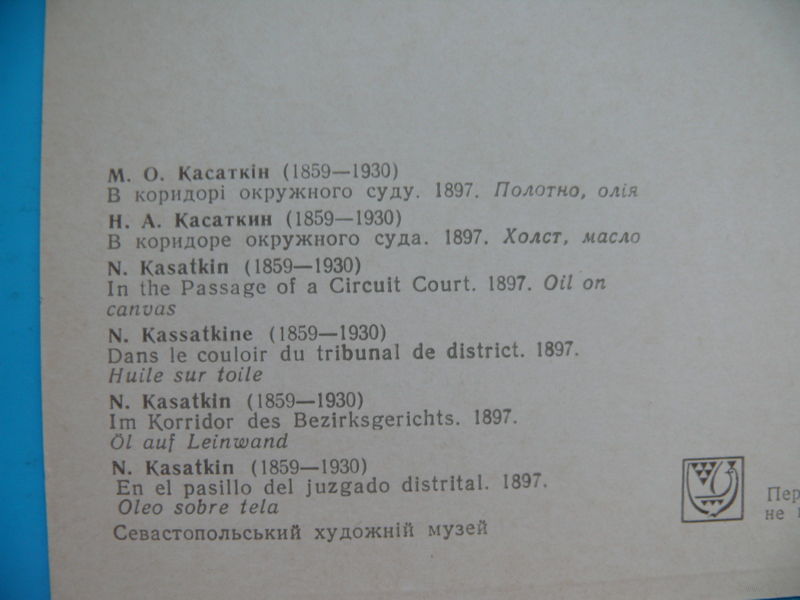 М. О. Касаткін (1859—1930)
В коридорі окружного суду. 1897. Полотно, олія
Н. А. Касаткин (1859—1930)
В коридоре окружного суда. 1897. Холст, масло
N. Kasatkin (1859—1930)
In the Passage of a Circuit Court. 1897. Oil on
canvas
N. Kassatkine (1859—1930)
Dans le couloir du tribunal de district. 1897.
Huile sur toile
N. Kasatkin (1859—1930)
Im Korridor des Bezirksgerichts. 1897.
Öl auf Leinwand
N. Kasatkin (1859—1930)
En el pasillo del juzgado distrital. 1897.
Oleo sobre tela
Севастопольський художній музей
не